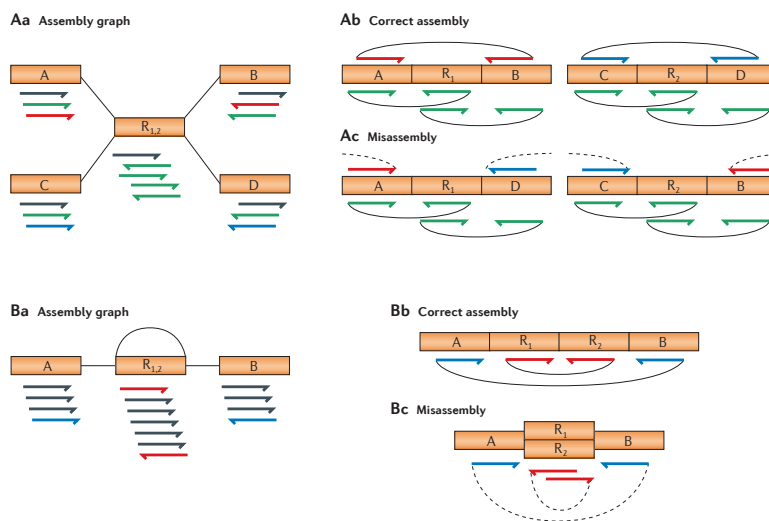 Aa Assembly graph
A
B
R1,2
C
D
Ab Correct assembly
A R1 B
C R2 D
Ac Misassembly
A R1 D
C R2 B
Ba Assembly graph
A
R1,2
B
Bb Correct assembly
A R1 R2 B
Bc Misassembly
R1
A B
R2